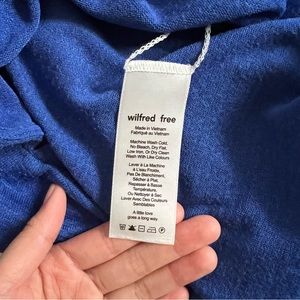 wilfred free
Made in Vietnam
Fabriqué au Vietnam
Machine Wash Cold,
No Bleach, Dry Flat,
Low Iron, Or Dry Clean
Wash With Like Colours
Laver à La Machine
à L'eau Froide,
Pas De Blanchiment,
Sécher à Plat,
Repasser à Basse
Température,
Ou Nettoyer à Sec
Laver Avec Des Couleurs
Semblables
A little love
goes a long way